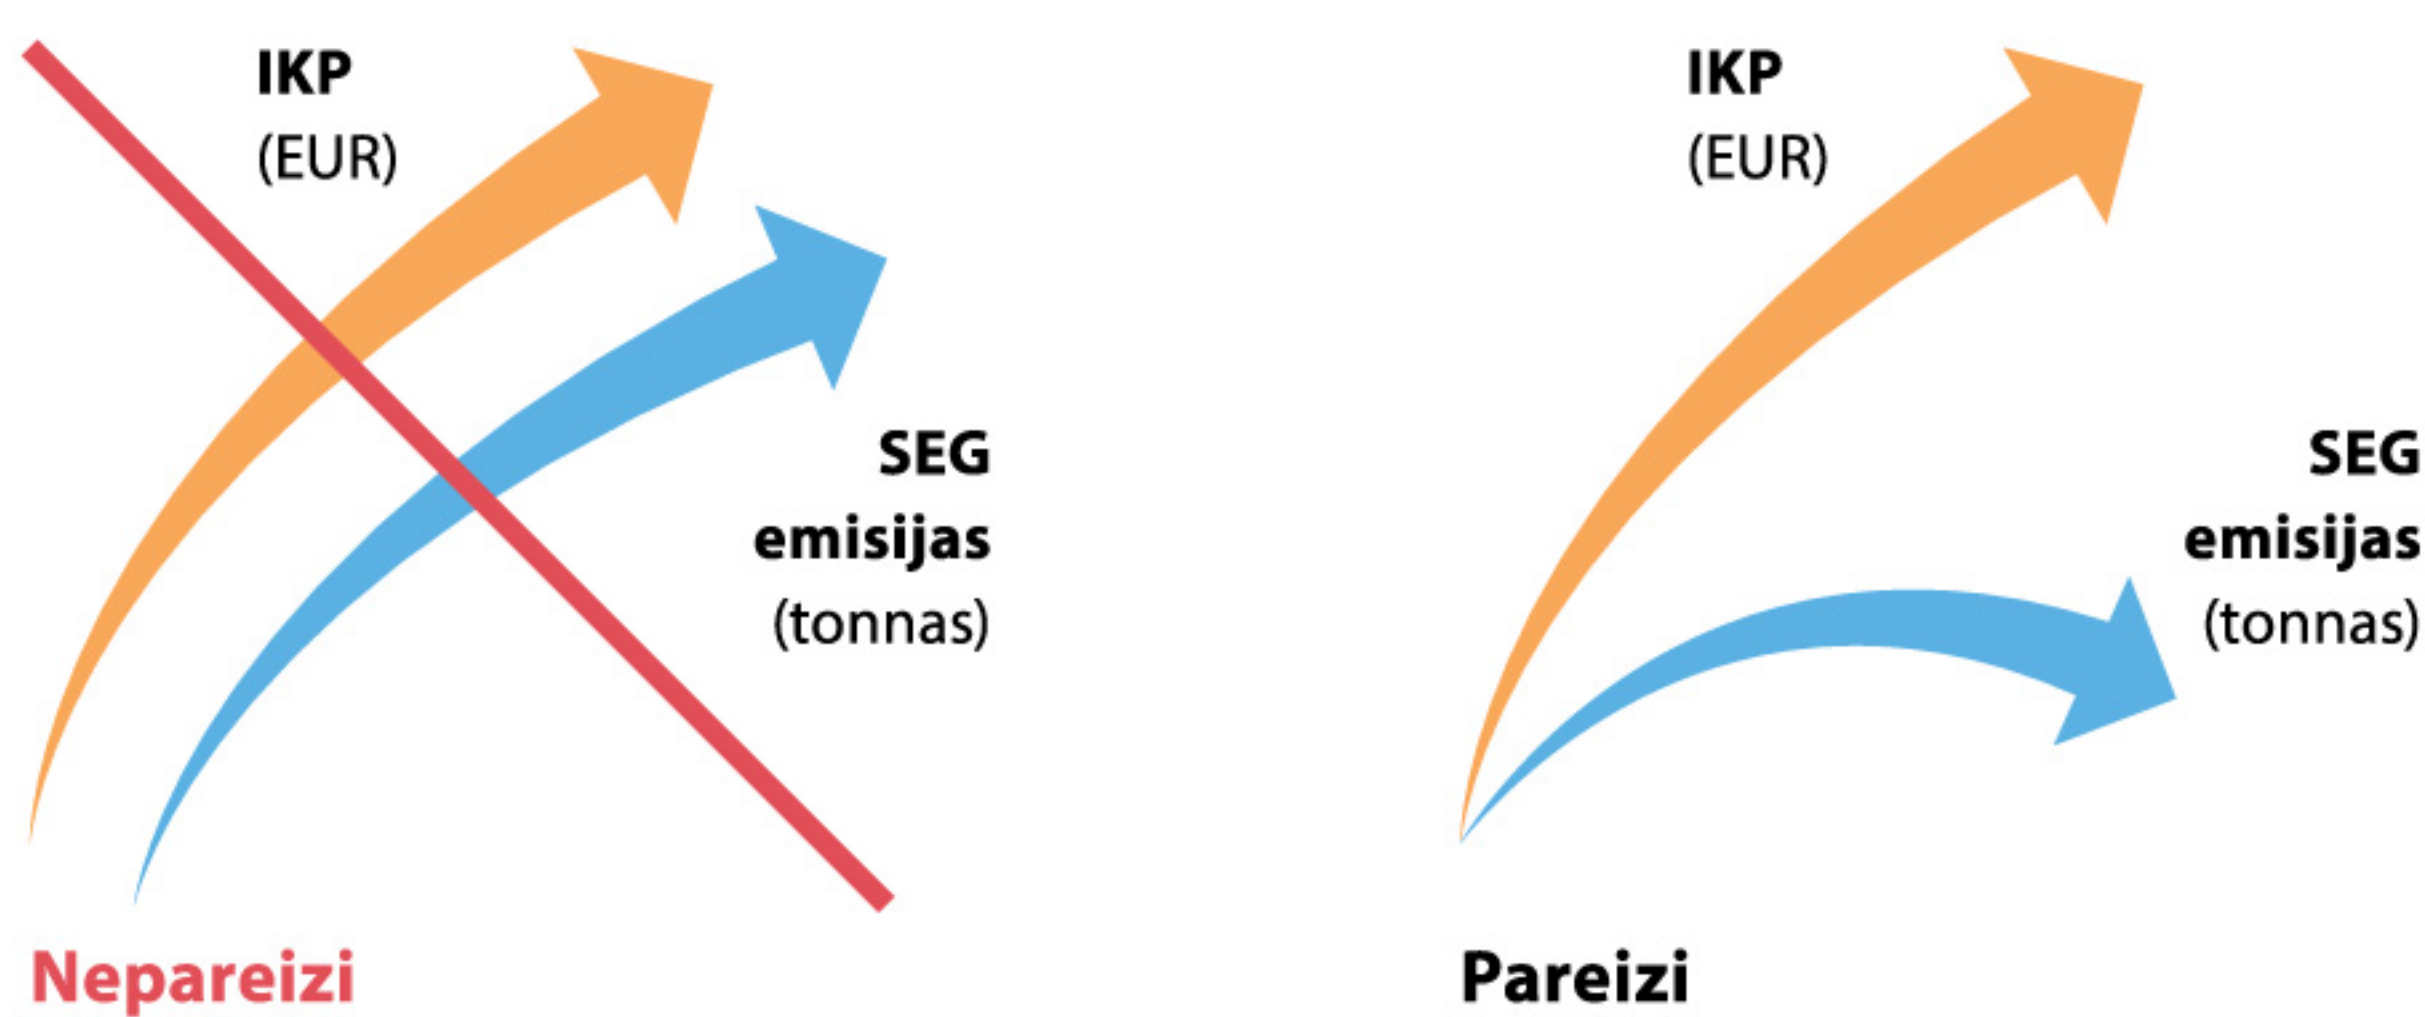 IKP
(EUR)
SEG
emisijas
(tonnas)
Nepareizi
IKP
(EUR)
SEG
emisijas
(tonnas)
Pareizi